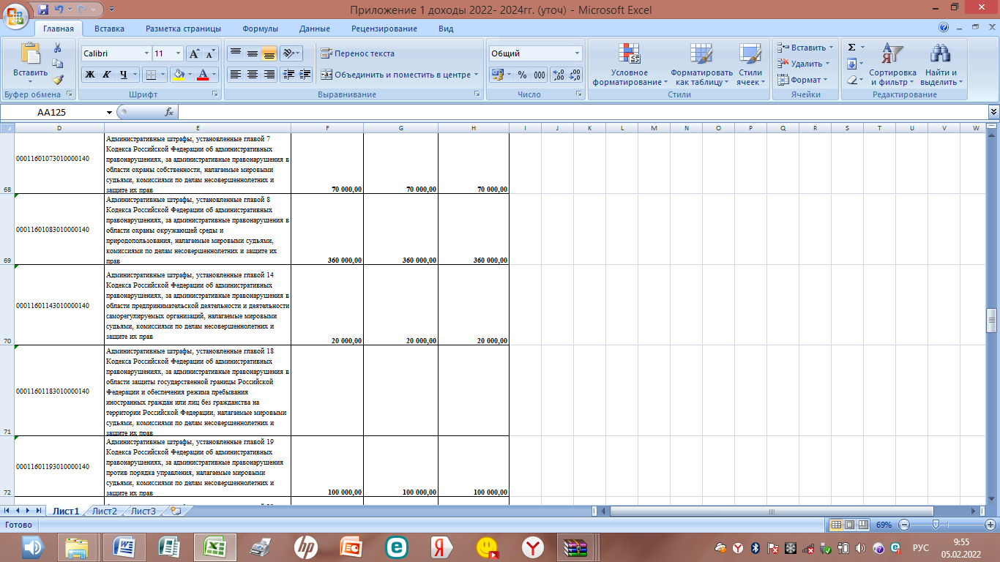 Приложение 1 доходы 2022- 2024гг. (уточ) - Microsoft Excel
Главная Вставка Разметка страницы Формулы Данные Рецензирование Вид
Вставить
Буфер обмена
Calibri 11
Ж К Ч
Шрифт
Перенос текста
Объединить и поместить в центре
Выравнивание
Общий
% 000
Число
Условное форматирование
Форматировать как таблицу
Стили ячеек
Стили
Вставить
Удалить
Формат
Ячейки
Σ
Сортировка и фильтр
Найти и выделить
Редактирование
AA125 fx
D E F G H I J K L M N O P Q R S T U V W
Административные штрафы, установленные главой 7
Кодекса Российской Федерации об административных
правонарушениях, за административные правонарушения в
области охраны собственности, налагаемые мировыми
судьями, комиссиями по делам несовершеннолетних и
защите их прав
68 00011601073010000140 70 000,00 70 000,00 70 000,00
Административные штрафы, установленные главой 8
Кодекса Российской Федерации об административных
правонарушениях, за административные правонарушения в
области охраны окружающей среды и
природопользования, налагаемые мировыми судьями,
комиссиями по делам несовершеннолетних и защите их
прав
69 00011601083010000140 360 000,00 360 000,00 360 000,00
Административные штрафы, установленные главой 14
Кодекса Российской Федерации об административных
правонарушениях, за административные правонарушения в
области предпринимательской деятельности и деятельности
саморегулируемых организаций, налагаемые мировыми
судьями, комиссиями по делам несовершеннолетних и
защите их прав
70 00011601143010000140 20 000,00 20 000,00 20 000,00
Административные штрафы, установленные главой 18
Кодекса Российской Федерации об административных
правонарушениях, за административные правонарушения в
области защиты государственной границы Российской
Федерации и обеспечения режима пребывания
иностранных граждан или лиц без гражданства на
территории Российской Федерации, налагаемые мировыми
судьями, комиссиями по делам несовершеннолетних и
защите их прав
71 00011601183010000140
Административные штрафы, установленные главой 19
Кодекса Российской Федерации об административных
правонарушениях, за административные правонарушения
против порядка управления, налагаемые мировыми
судьями, комиссиями по делам несовершеннолетних и
защите их прав
72 00011601193010000140 100 000,00 100 000,00 100 000,00
Лист1 Лист2 Лист3
Готово 69%
РУС 9:55
05.02.2022